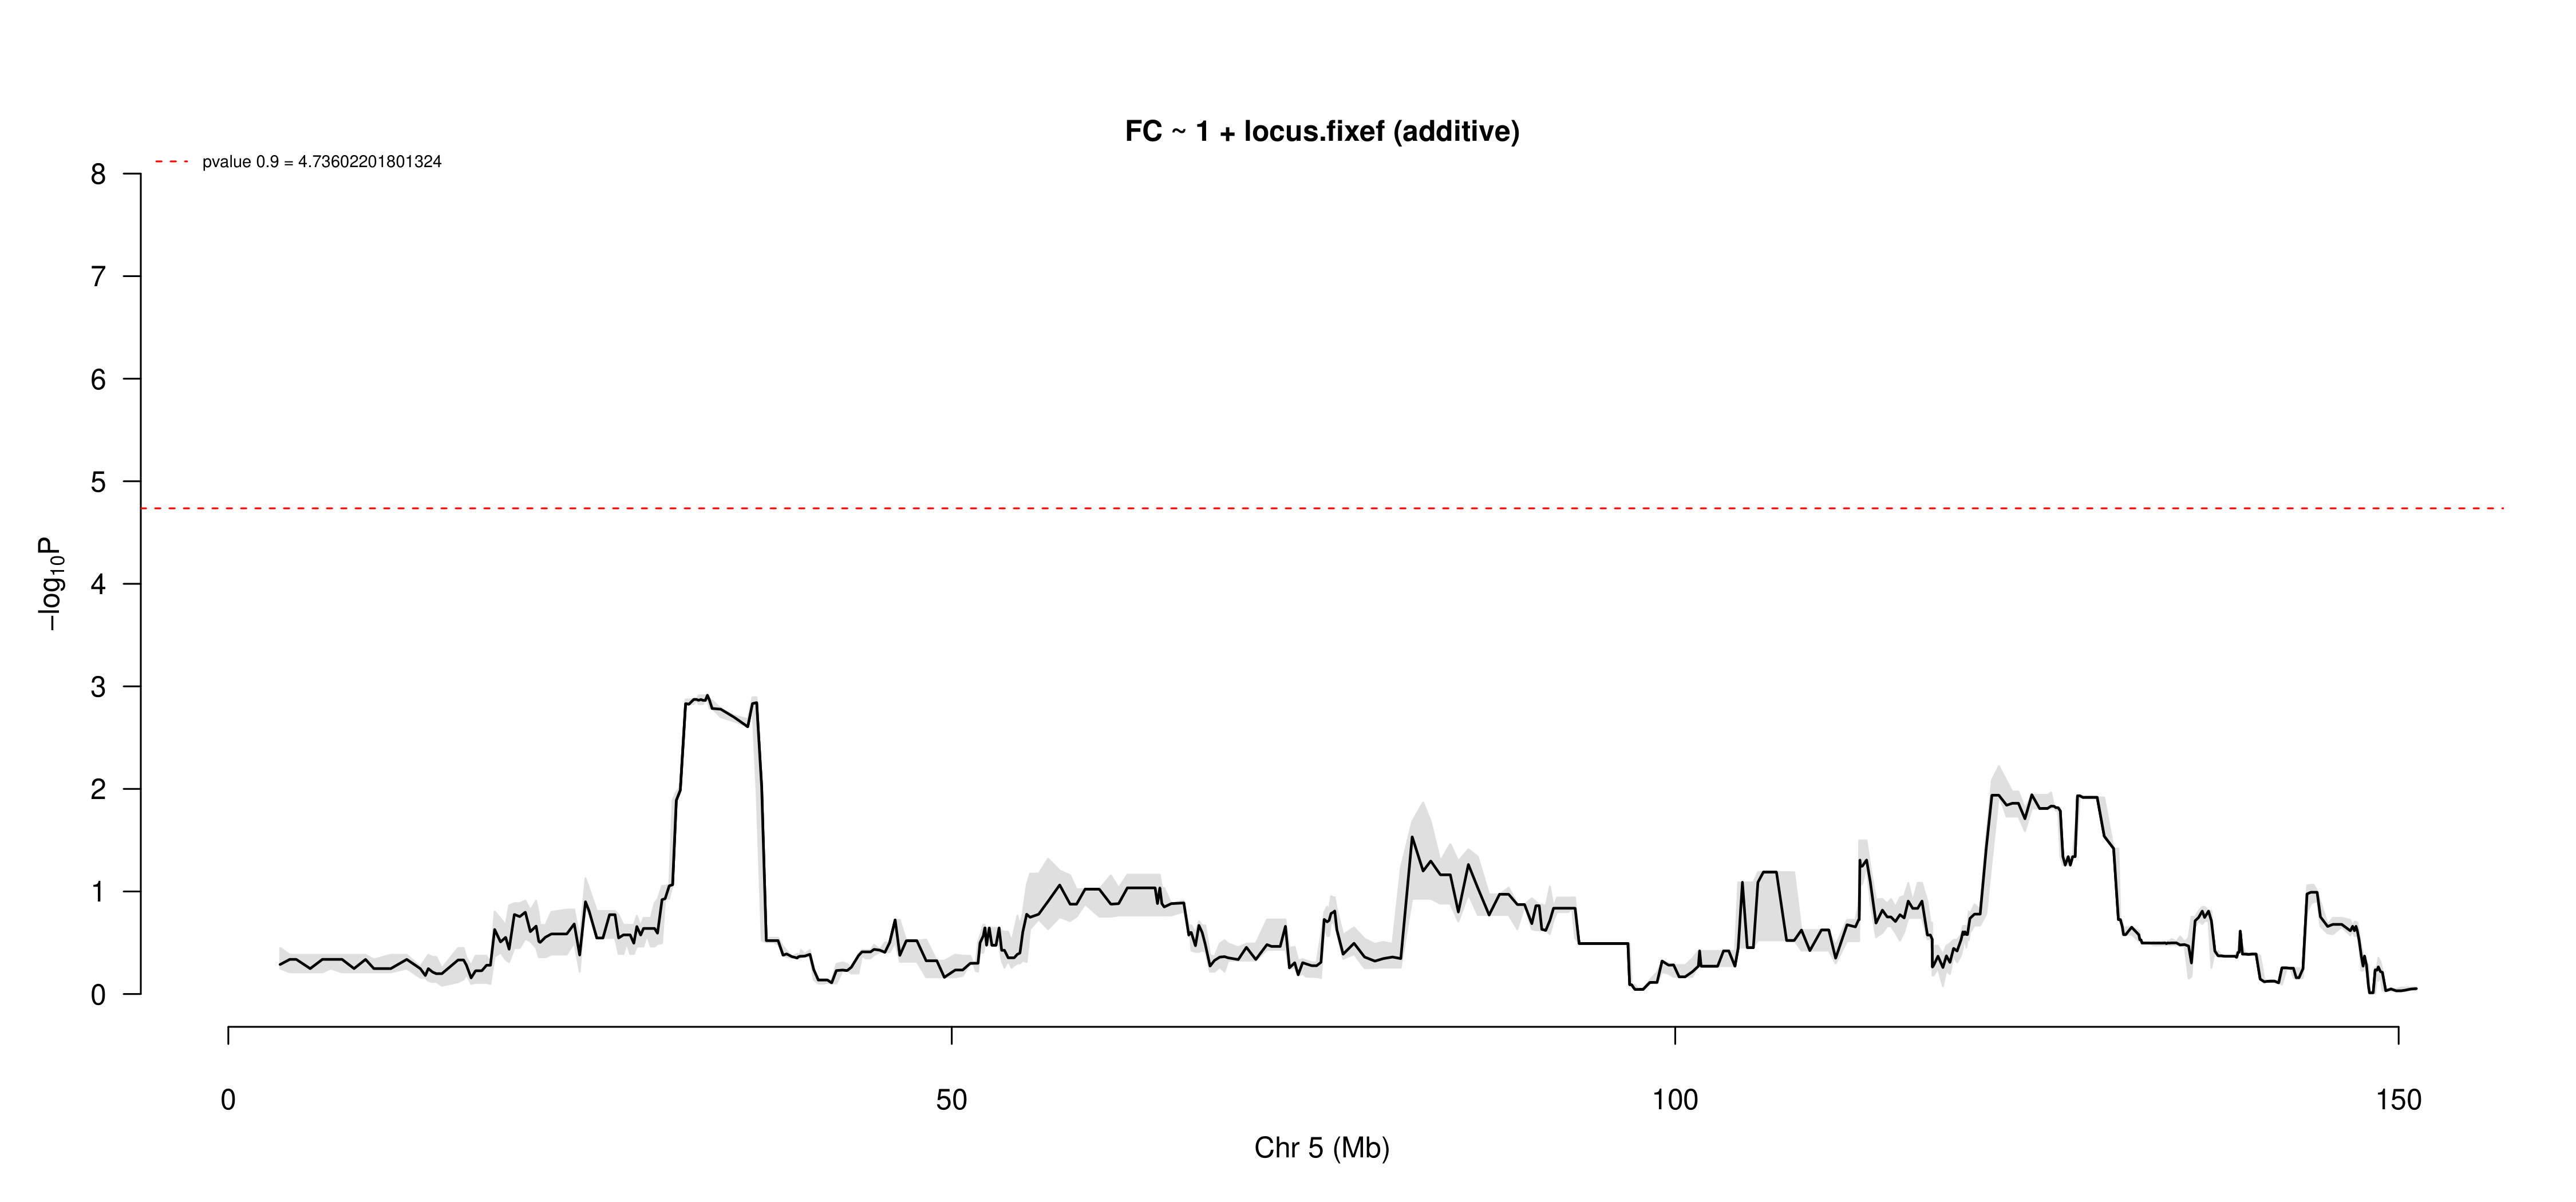 FC ~ 1 + locus.fixef (additive)
pvalue 0.9 = 4.73602201801324
8
7
6
5
4
3
2
1
0
−log10P
0 50 100 150
Chr 5 (Mb)